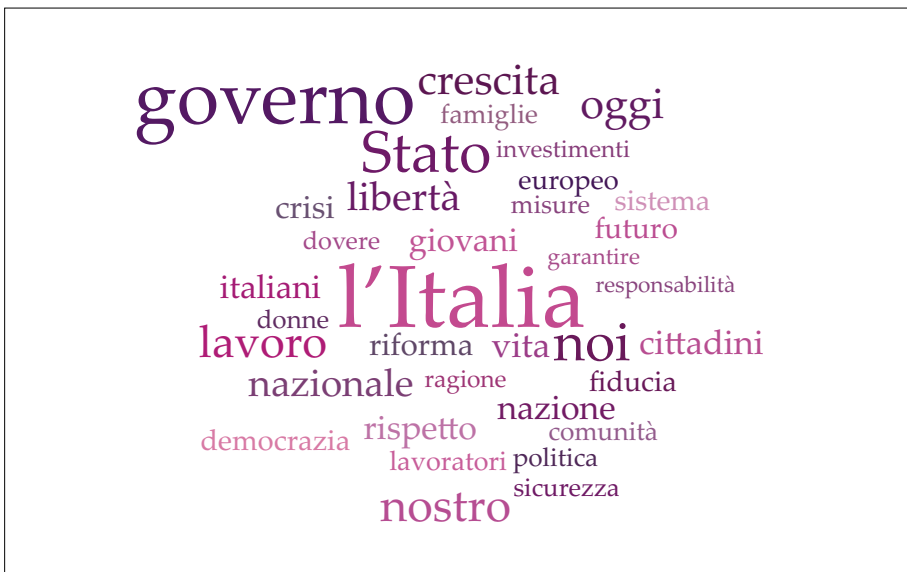 governo crescita
famiglie oggi
Stato investimenti
europeo
crisi libertà misure sistema
dovere giovani futuro
garantire
italiani l’Italia responsabilità
donne
lavoro riforma vita noi cittadini
nazionale ragione fiducia
nazione
democrazia rispetto comunità
lavoratori politica
nostro sicurezza